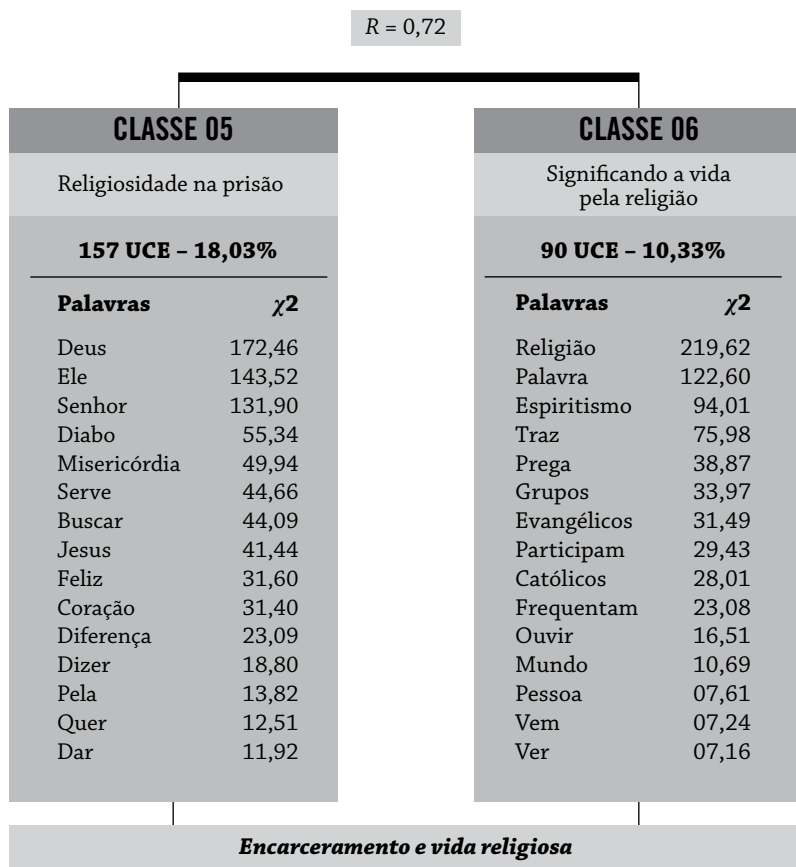 R = 0,72
CLASSE 05
Religiosidade na prisão
157 UCE – 18,03%
Palavras χ2
Deus 172,46
Ele 143,52
Senhor 131,90
Diabo 55,34
Misericórdia 49,94
Serve 44,66
Buscar 44,09
Jesus 41,44
Feliz 31,60
Coração 31,40
Diferença 23,09
Dizer 18,80
Pela 13,82
Quer 12,51
Dar 11,92
CLASSE 06
Significando a vida
pela religião
90 UCE – 10,33%
Palavras χ2
Religião 219,62
Palavra 122,60
Espiritismo 94,01
Traz 75,98
Prega 38,87
Grupos 33,97
Evangélicos 31,49
Participam 29,43
Católicos 28,01
Frequentam 23,08
Ouvir 16,51
Mundo 10,69
Pessoa 07,61
Vem 07,24
Ver 07,16
Encarceramento e vida religiosa